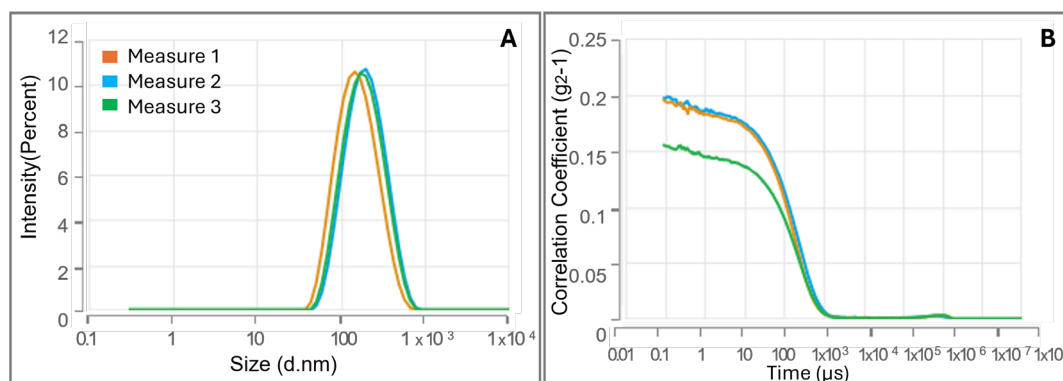 A
Measure 1
Measure 2
Measure 3
Intensity(Percent)
12
10
8
6
4
2
0
0.1 1 10 100 1 x 10 3 1x10 4
Size (d.nm)
B
Correlation Coefficient (g2-1)
0.25
0.2
0.15
0.1
0.05
0
0.01 0.1 1 10 100 1x10 3 1x10 4 1x10 5 1x10 6 1x10 7 1x10
Time (µs)